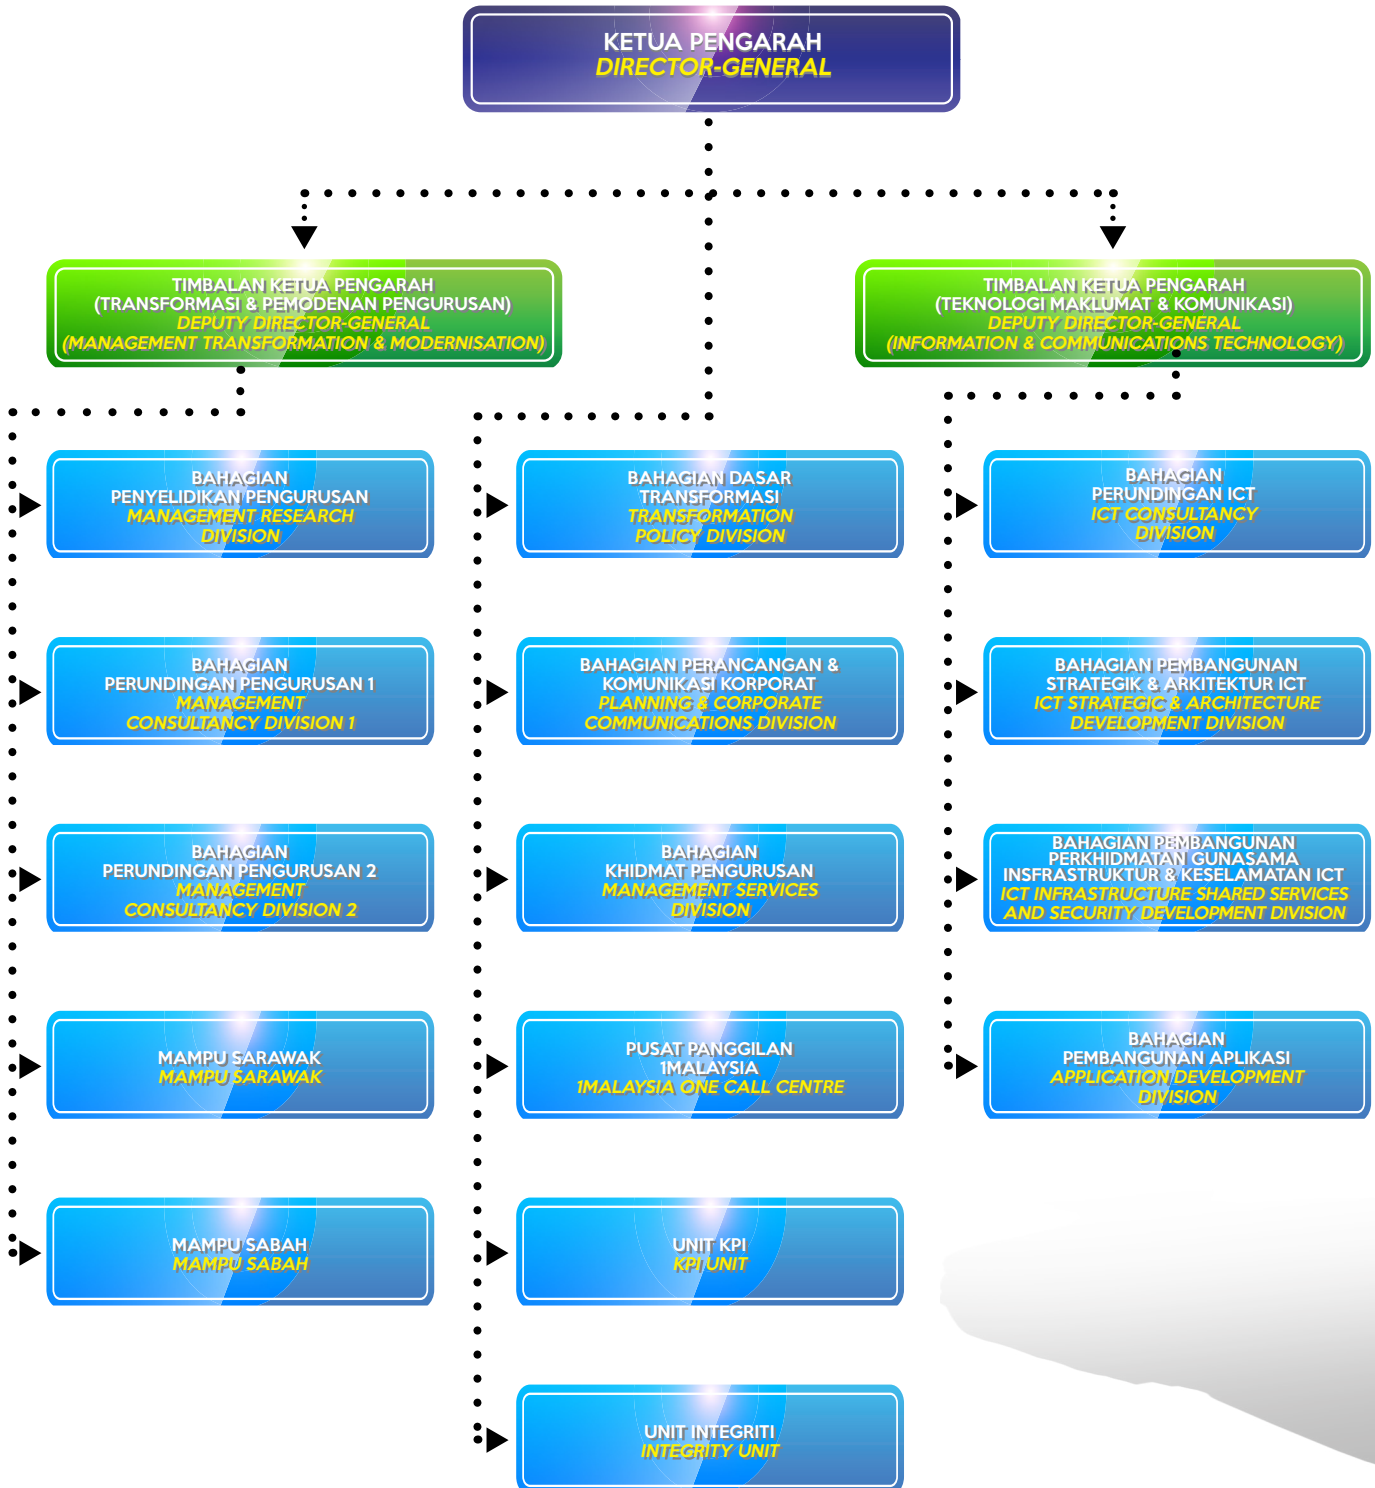 KETUA PENGARAH
DIRECTOR-GENERAL
TIMBALAN KETUA PENGARAH
(TRANSFORMASI & PEMODENAN PENGURUSAN)
DEPUTY DIRECTOR-GENERAL
(MANAGEMENT TRANSFORMATION & MODERNISATION)
TIMBALAN KETUA PENGARAH
(TEKNOLOGI MAKLUMAT & KOMUNIKASI)
DEPUTY DIRECTOR-GENERAL
(INFORMATION & COMMUNICATIONS TECHNOLOGY)
BAHAGIAN
PENYELIDIKAN PENGURUSAN
MANAGEMENT RESEARCH
DIVISION
BAHAGIAN
PERUNDINGAN PENGURUSAN 1
MANAGEMENT
CONSULTANCY DIVISION 1
BAHAGIAN
PERUNDINGAN PENGURUSAN 2
MANAGEMENT
CONSULTANCY DIVISION 2
MAMPU SARAWAK
MAMPU SARAWAK
MAMPU SABAH
MAMPU SABAH
BAHAGIAN DASAR
TRANSFORMASI
TRANSFORMATION
POLICY DIVISION
BAHAGIAN PERANCANGAN &
KOMUNIKASI KORPORAT
PLANNING & CORPORATE
COMMUNICATIONS DIVISION
BAHAGIAN
KHIDMAT PENGURUSAN
MANAGEMENT SERVICES
DIVISION
PUSAT PANGGILAN
1MALAYSIA
1MALAYSIA ONE CALL CENTRE
UNIT KPI
KPI UNIT
UNIT INTEGRITI
INTEGRITY UNIT
BAHAGIAN
PERUNDINGAN ICT
ICT CONSULTANCY
DIVISION
BAHAGIAN PEMBANGUNAN
STRATEGIK & ARKITEKTUR ICT
ICT STRATEGIC & ARCHITECTURE
DEVELOPMENT DIVISION
BAHAGIAN PEMBANGUNAN
PERKHIDMATAN GUNASAMA
INSFRASTRUKTUR & KESELAMATAN ICT
ICT INFRASTRUCTURE SHARED SERVICES
AND SECURITY DEVELOPMENT DIVISION
BAHAGIAN
PEMBANGUNAN APLIKASI
APPLICATION DEVELOPMENT
DIVISION